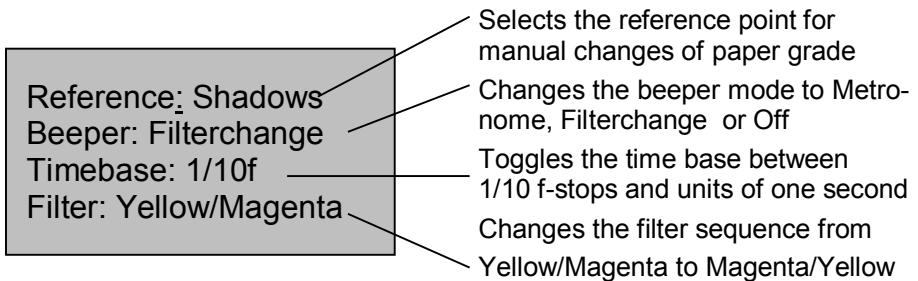 Reference: Shadows
Beeper: Filterchange
Timebase: 1/10f
Filter: Yellow/Magenta
Selects the reference point for
manual changes of paper grade
Changes the beeper mode to Metro-
nome, Filterchange or Off
Toggles the time base between
1/10 f-stops and units of one second
Changes the filter sequence from
Yellow/Magenta to Magenta/Yellow